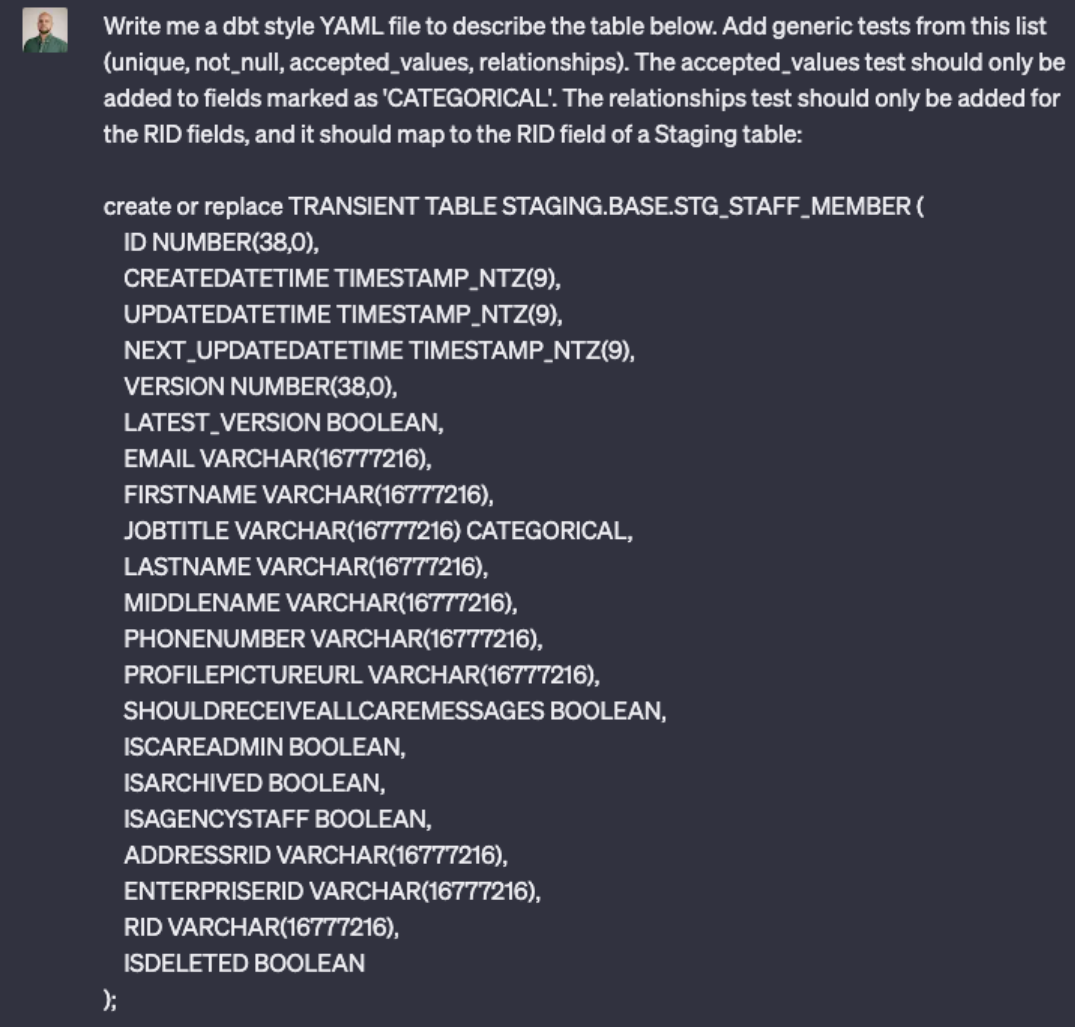 Write me a dbt style YAML file to describe the table below. Add generic tests from this list
(unique, not_null, accepted_values, relationships). The accepted_values test should only be
added to fields marked as 'CATEGORICAL'. The relationships test should only be added for
the RID fields, and it should map to the RID field of a Staging table:
create or replace TRANSIENT TABLE STAGING.BASE.STG_STAFF_MEMBER (
ID NUMBER(38,0),
CREATEDATETIME TIMESTAMP_NTZ(9),
UPDATEDATETIME TIMESTAMP_NTZ(9),
NEXT_UPDATEDATETIME TIMESTAMP_NTZ(9),
VERSION NUMBER(38,0),
LATEST_VERSION BOOLEAN,
EMAIL VARCHAR(16777216),
FIRSTNAME VARCHAR(16777216),
JOBTITLE VARCHAR(16777216) CATEGORICAL,
LASTNAME VARCHAR(16777216),
MIDDLENAME VARCHAR(16777216),
PHONENUMBER VARCHAR(16777216),
PROFILEPICTUREURL VARCHAR(16777216),
SHOULDRECEIVEALLCAREMESSAGES BOOLEAN,
ISCAREADMIN BOOLEAN,
ISARCHIVED BOOLEAN,
ISAGENCYSTAFF BOOLEAN,
ADDRESSRID VARCHAR(16777216),
ENTERPRISERID VARCHAR(16777216),
RID VARCHAR(16777216),
ISDELETED BOOLEAN
);